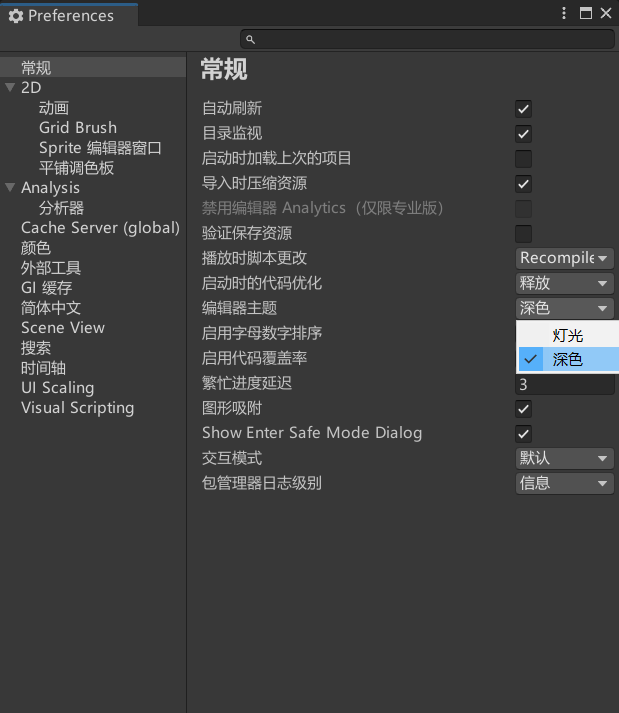 Preferences
常规
2D
动画
Grid Brush
Sprite 编辑器窗口
平铺调色板
Analysis
分析器
Cache Server (global)
颜色
外部工具
GI 缓存
简体中文
Scene View
搜索
时间轴
UI Scaling
Visual Scripting
常规
自动刷新
目录监视
启动时加载上次的项目
导入时压缩资源
禁用编辑器 Analytics（仅限专业版）
验证保存资源
播放时脚本更改 Recompile
启动时的代码优化 释放
编辑器主题 深色
灯光
深色
启用字母数字排序
启用代码覆盖率
繁忙进度延迟 3
图形吸附
Show Enter Safe Mode Dialog
交互模式 默认
包管理器日志级别 信息